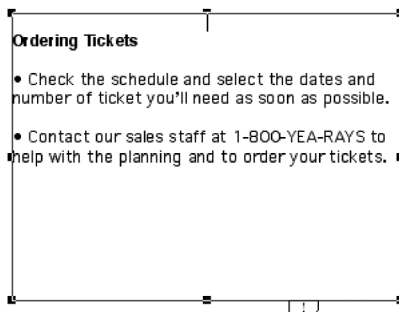 Ordering Tickets
• Check the schedule and select the dates and
number of ticket you'll need as soon as possible.
• Contact our sales staff at 1-800-YEA-RAYS to
help with the planning and to order your tickets.